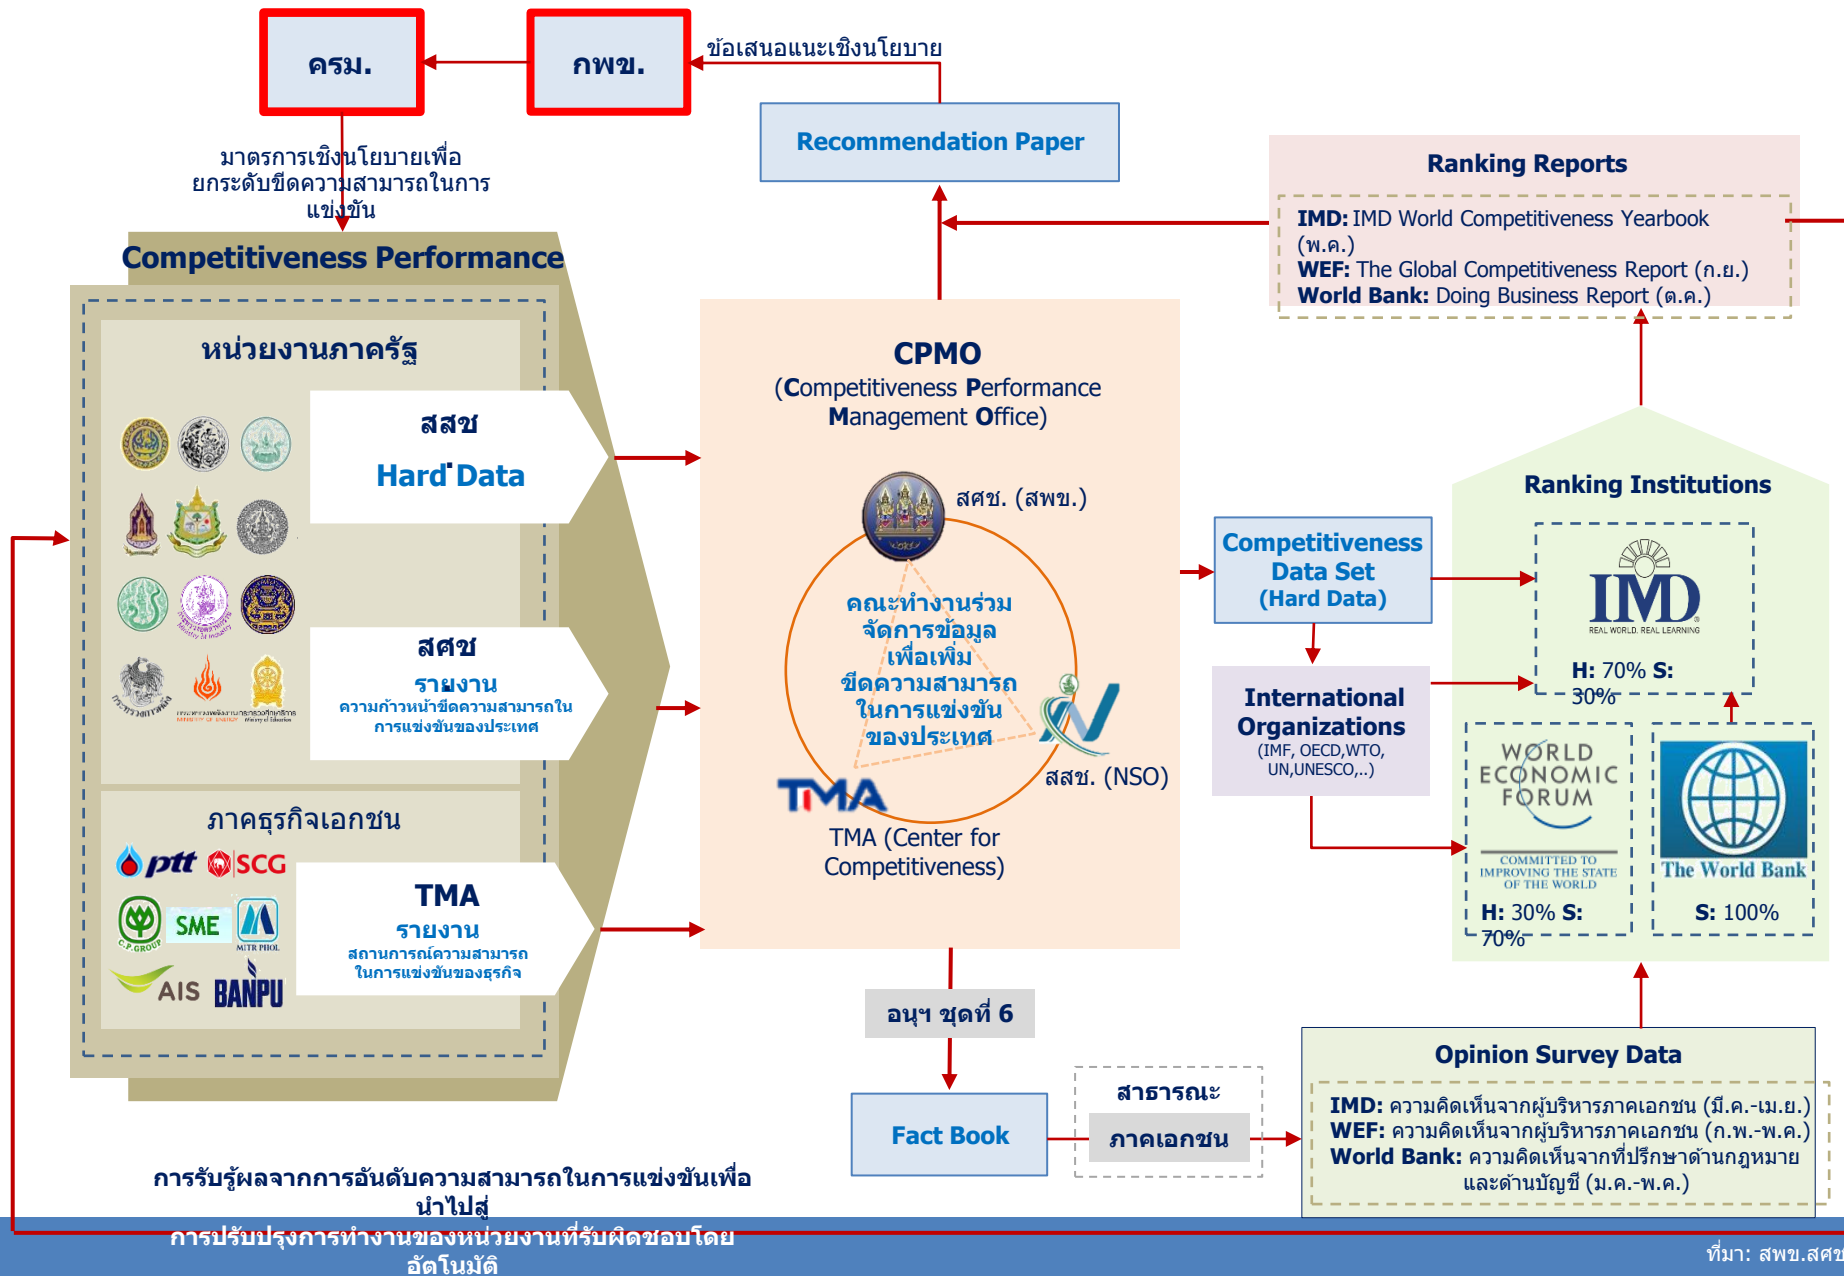 ครม.
กพข.
ข้อเสนอแนะเชิงนโยบาย
Recommendation Paper
มาตรการเชิงนโยบายเพื่อ
ยกระดับขีดความสามารถในการ
แข่งขัน
Ranking Reports
IMD: IMD World Competitiveness Yearbook
(พ.ค.)
WEF: The Global Competitiveness Report (ก.ย.)
World Bank: Doing Business Report (ต.ค.)
Competitiveness Performance
หน่วยงานภาครัฐ
สสช
Hard Data
สศช
รายงาน
ความก้าวหน้าขีดความสามารถใน
การแข่งขันของประเทศ
Ministry of Industry
MINISTRY OF ENERGY
Ministry of Education
ภาคธุรกิจเอกชน
ptt
SCG
C.P.GROUP
SME
MITR PHOL
AIS
BANPU
TMA
รายงาน
สถานการณ์ความสามารถ
ในการแข่งขันของธุรกิจ
CPMO
(Competitiveness Performance
Management Office)
สศช. (สพข.)
คณะทำงานร่วม
จัดการข้อมูล
เพื่อเพิ่ม
ขีดความสามารถ
ในการแข่งขัน
ของประเทศ
สสช. (NSO)
TMA
TMA (Center for
Competitiveness)
Competitiveness
Data Set
(Hard Data)
International
Organizations
(IMF, OECD,WTO,
UN,UNESCO,..)
Ranking Institutions
IMD
REAL WORLD. REAL LEARNING
H: 70% S:
30%
WORLD
ECONOMIC
FORUM
COMMITTED TO
IMPROVING THE STATE
OF THE WORLD
H: 30% S:
70%
The World Bank
S: 100%
อนุฯ ชุดที่ 6
Fact Book
สาธารณะ
ภาคเอกชน
Opinion Survey Data
IMD: ความคิดเห็นจากผู้บริหารภาคเอกชน (มี.ค.-เม.ย.)
WEF: ความคิดเห็นจากผู้บริหารภาคเอกชน (ก.พ.-พ.ค.)
World Bank: ความคิดเห็นจากที่ปรึกษาด้านกฎหมาย
และด้านบัญชี (ม.ค.-พ.ค.)
การรับรู้ผลจากการอันดับความสามารถในการแข่งขันเพื่อ
นำไปสู่
การปรับปรุงการทำงานของหน่วยงานที่รับผิดชอบโดย
อัตโนมัติ
ที่มา: สพข.สศช